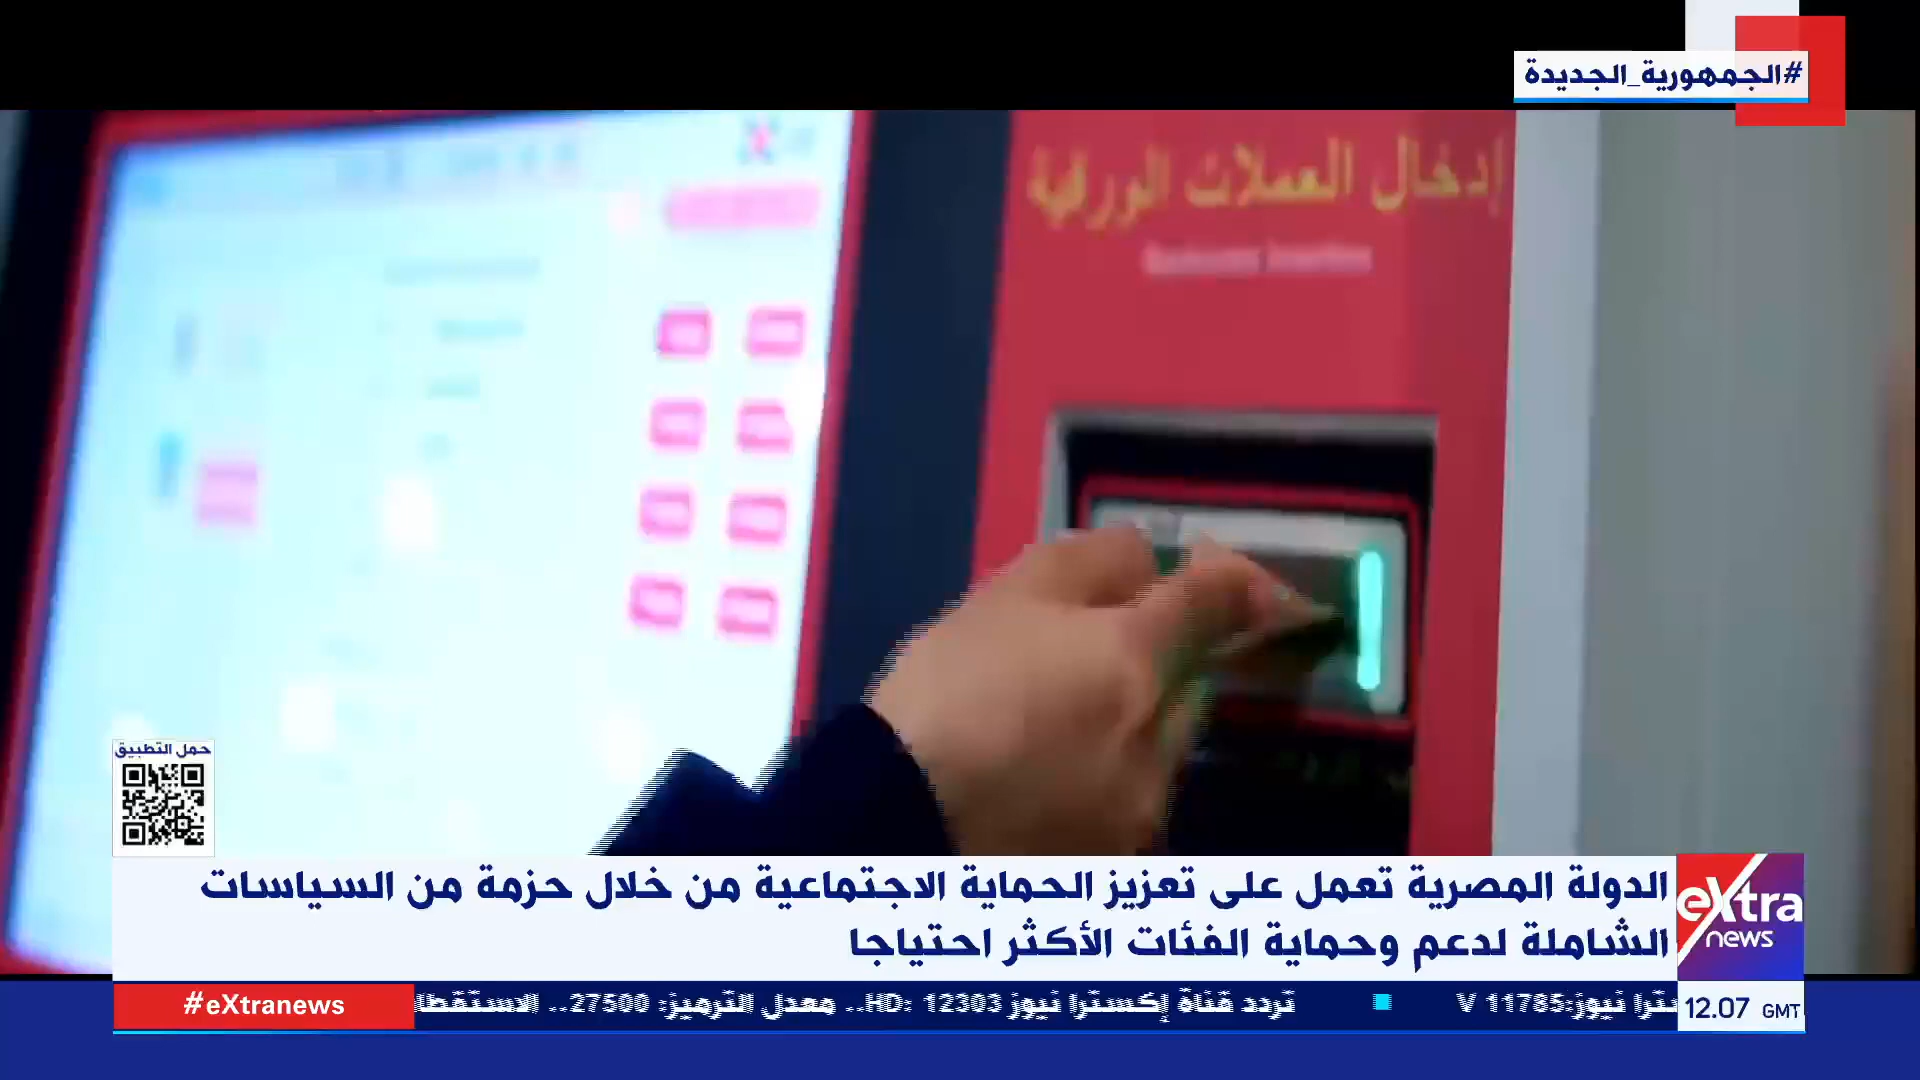 #الجمهورية_الجديدة
إدخال العملات الورقية
حمل التطبيق
الدولة المصرية تعمل على تعزيز الحماية الاجتماعية من خلال حزمة من السياسات
الشاملة لدعم وحماية الفئات الأكثر احتياجا
eXtra
news
#eXtranews
نيوز:V 11785 تردد قناة إكسترا نيوز HD: 12303.. معدل الترميز: 27500..
12.07 GMT